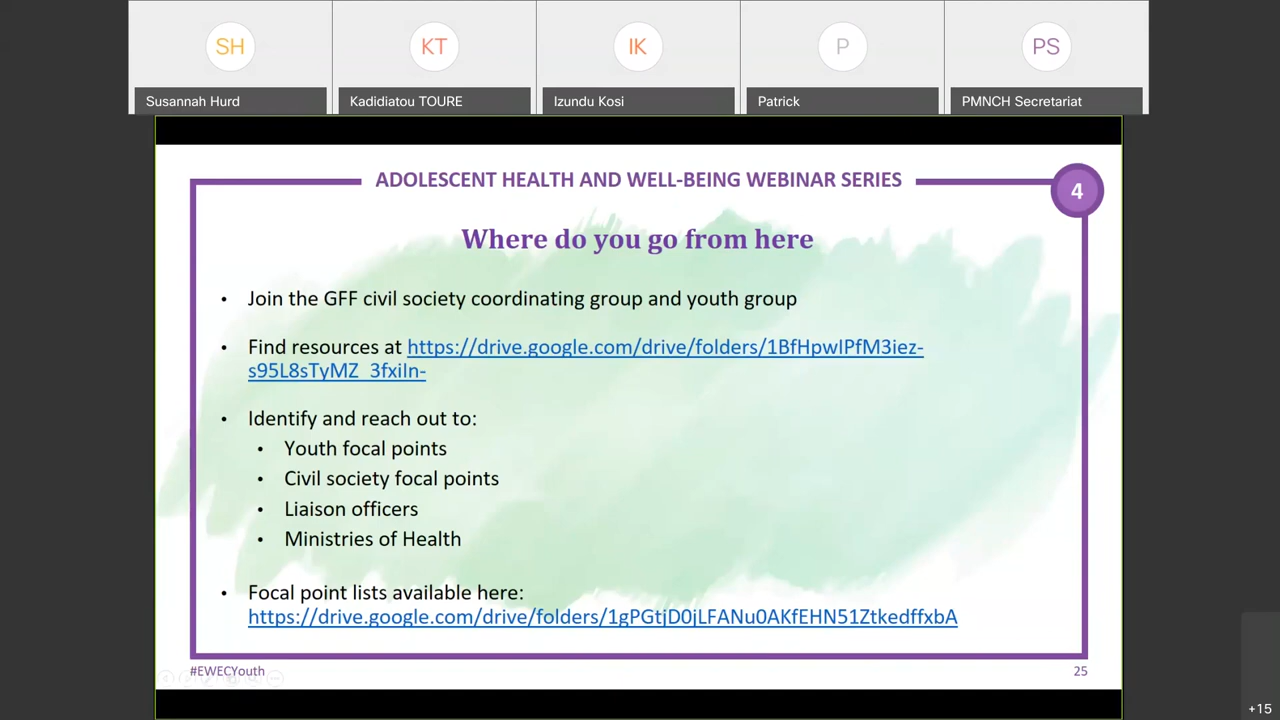 SH
KT
IK
P
PS
Susannah Hurd
Kadidiatou TOURE
Izundu Kosi
Patrick
PMNCH Secretariat
ADOLESCENT HEALTH AND WELL-BEING WEBINAR SERIES
4
Where do you go from here
• Join the GFF civil society coordinating group and youth group
• Find resources at https://drive.google.com/drive/folders/1BfHpwIPfM3iez-
s95L8sTyMZ_3fxiIn-
• Identify and reach out to:
• Youth focal points
• Civil society focal points
• Liaison officers
• Ministries of Health
• Focal point lists available here:
https://drive.google.com/drive/folders/1gPGtjD0jLFANu0AKfEHN51ZtkedffxbA
#EWECYouth
25
+15